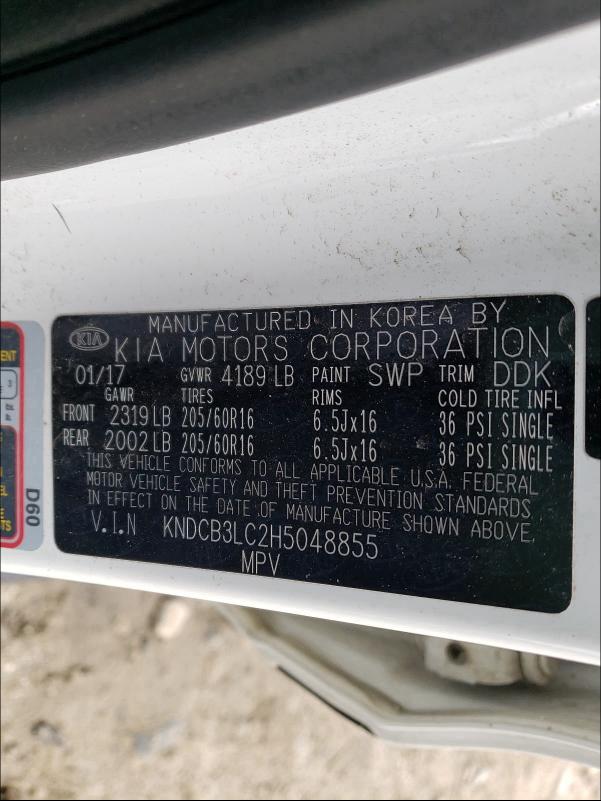 MANUFACTURED IN KOREA BY
KIA KIA MOTORS CORPORATION
01/17 GVWR 4189 LB PAINT SWP TRIM DDK
GAWR TIRES RIMS COLD TIRE INFL
FRONT 2319 LB 205/60R16 6.5Jx16 36 PSI SINGLE
REAR 2002 LB 205/60R16 6.5Jx16 36 PSI SINGLE
THIS VEHICLE CONFORMS TO ALL APPLICABLE U.S.A. FEDERAL
MOTOR VEHICLE SAFETY AND THEFT PREVENTION STANDARDS
IN EFFECT ON THE DATE OF MANUFACTURE SHOWN ABOVE.
V.I.N KNDCB3LC2H5048855
MPV
D60